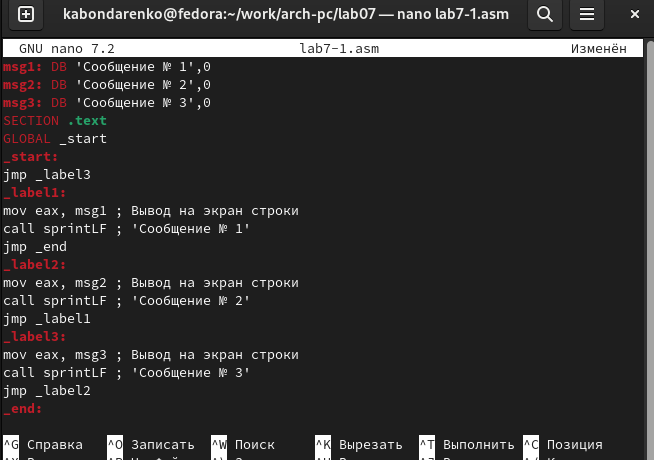 kabondarenko@fedora:~/work/arch-pc/lab07 — nano lab7-1.asm
GNU nano 7.2 lab7-1.asm Изменён
msg1: DB 'Сообщение № 1',0
msg2: DB 'Сообщение № 2',0
msg3: DB 'Сообщение № 3',0
SECTION .text
GLOBAL _start
_start:
jmp _label3
_label1:
mov eax, msg1 ; Вывод на экран строки
call sprintLF ; 'Сообщение № 1'
jmp _end
_label2:
mov eax, msg2 ; Вывод на экран строки
call sprintLF ; 'Сообщение № 2'
jmp _label1
_label3:
mov eax, msg3 ; Вывод на экран строки
call sprintLF ; 'Сообщение № 3'
jmp _label2
_end:
^G Справка ^O Записать ^W Поиск ^K Вырезать ^T Выполнить ^C Позиция